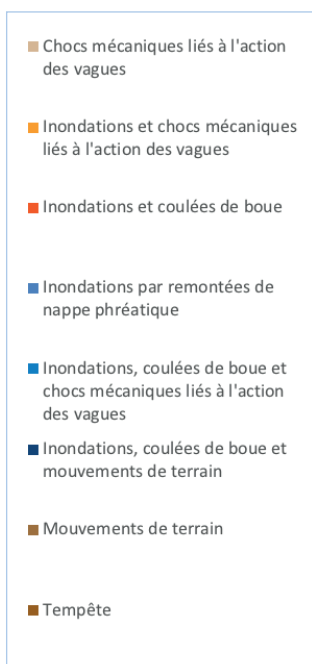 Chocs mécaniques liés à l'action
des vagues
Inondations et chocs mécaniques
liés à l'action des vagues
Inondations et coulées de boue
Inondations par remontées de
nappe phréatique
Inondations, coulées de boue et
chocs mécaniques liés à l'action
des vagues
Inondations, coulées de boue et
mouvements de terrain
Mouvements de terrain
Tempête